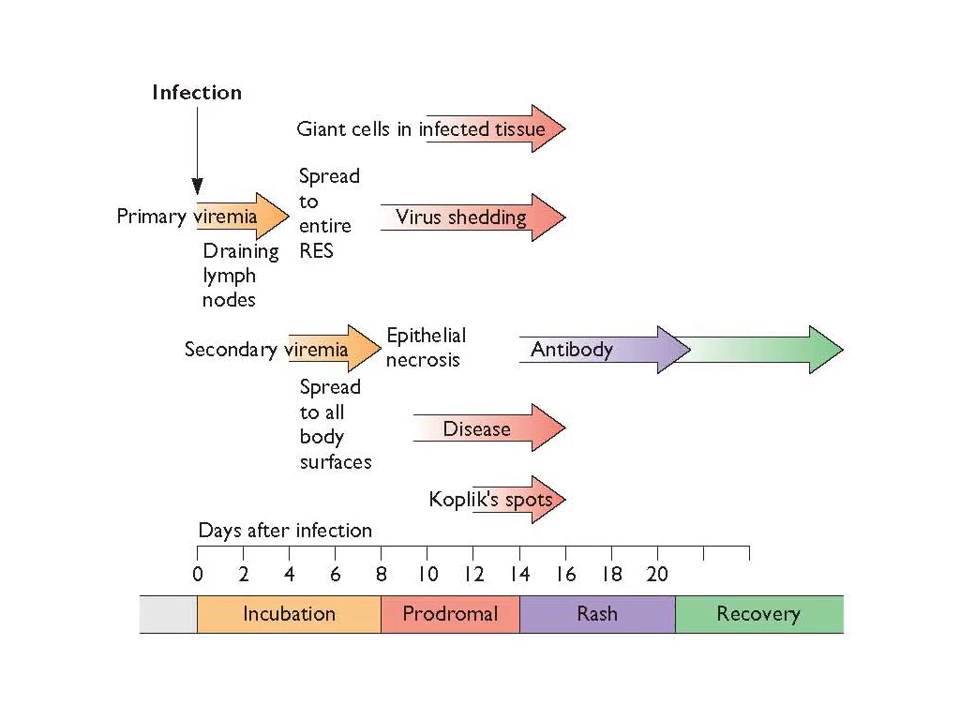 Infection
Giant cells in infected tissue
Spread
to
entire
RES
Primary viremia
Virus shedding
Draining
lymph
nodes
Secondary viremia
Epithelial
necrosis
Antibody
Spread
to all
body
surfaces
Disease
Koplik's spots
Days after infection
0 2 4 6 8 10 12 14 16 18 20
Incubation Prodromal Rash Recovery